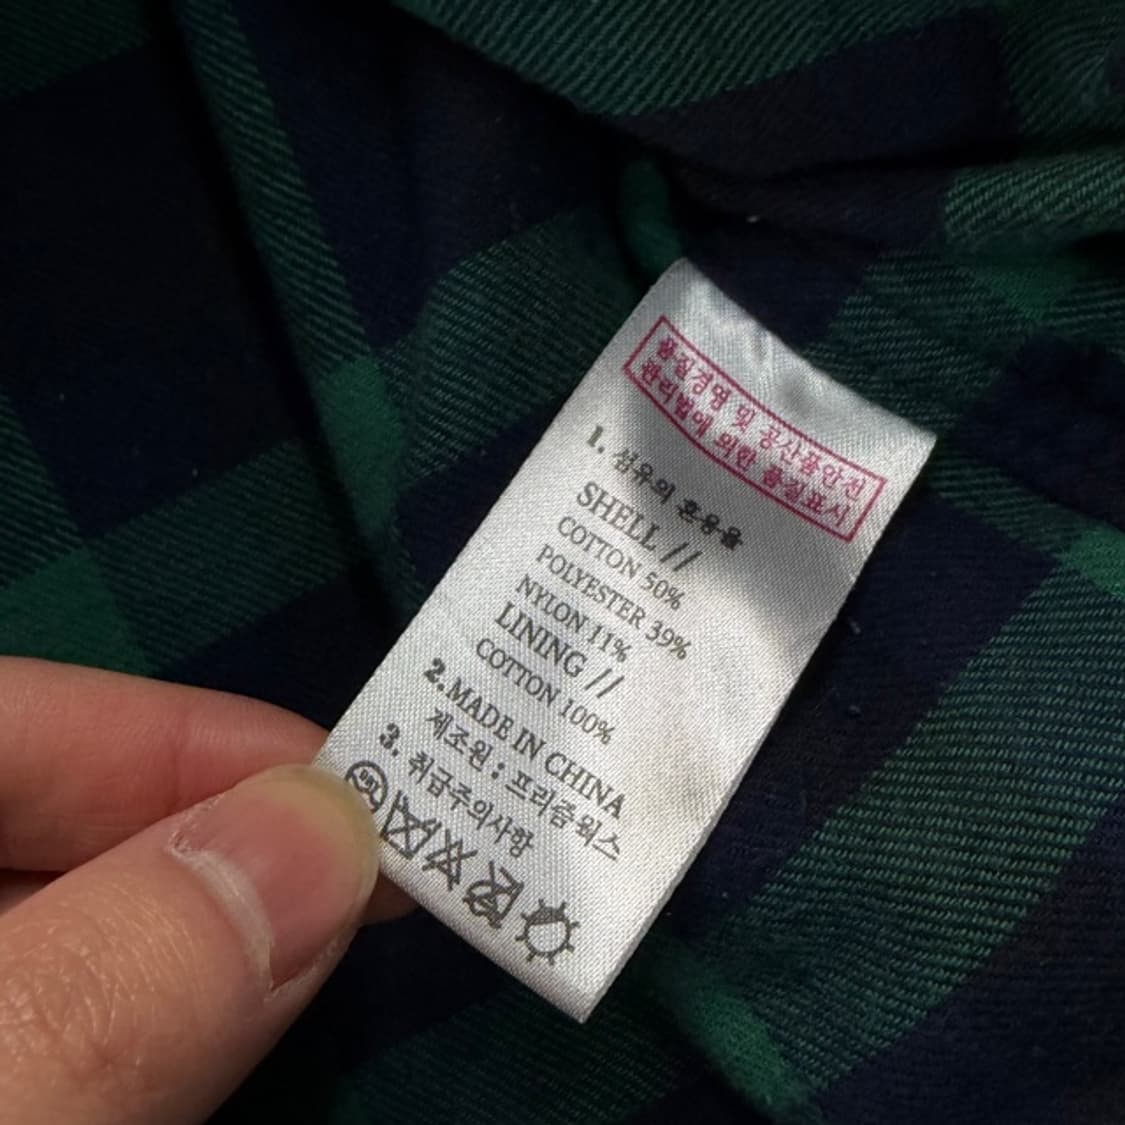 품질경영 및 공산품안전
관리법에 의한 품질표시
1. 섬유의 혼용율
SHELL //
COTTON 50%
POLYESTER 39%
NYLON 11%
LINING //
COTTON 100%
2. MADE IN CHINA
제조원 : 프리즘웍스
3. 취급주의사항